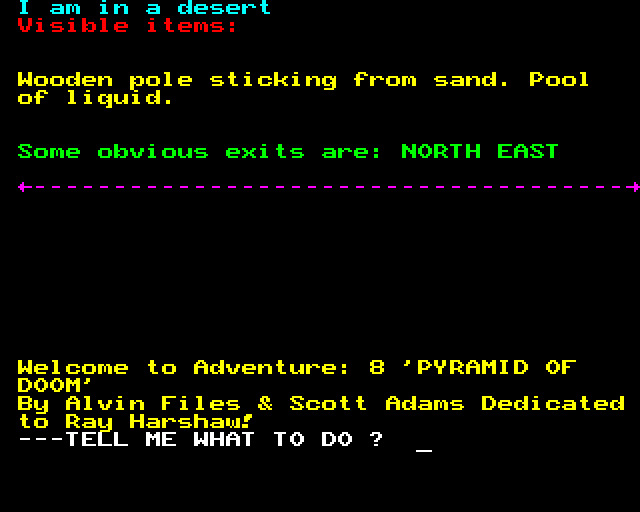 I am in a desert
Visible items:
Wooden pole sticking from sand. Pool
of liquid.
Some obvious exits are: NORTH EAST
Welcome to Adventure: 8 'PYRAMID OF
DOOM'
By Alvin Files & Scott Adams Dedicated
to Ray Harshaw!
---TELL ME WHAT TO DO ? _